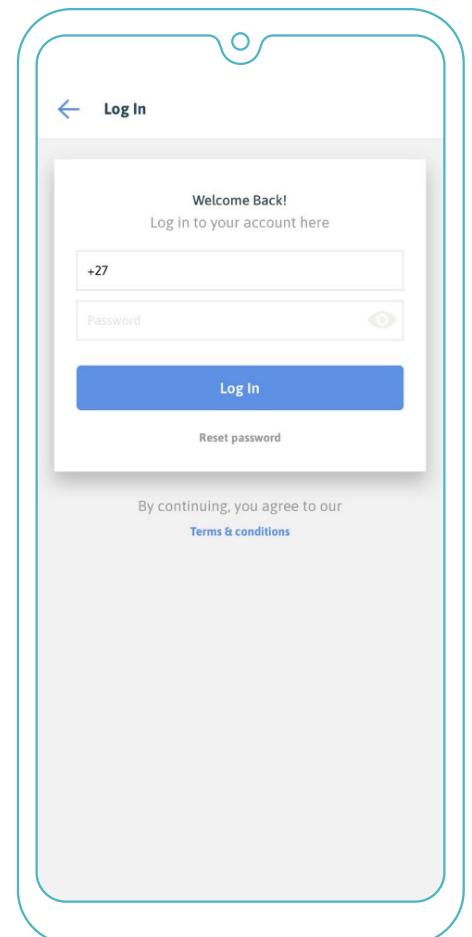 Log In
Welcome Back!
Log in to your account here
+27
Password
Log In
Reset password
By continuing, you agree to our
Terms & conditions